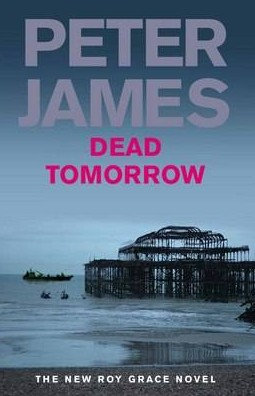 PETER
JAMES
DEAD
TOMORROW
THE NEW ROY GRACE NOVEL